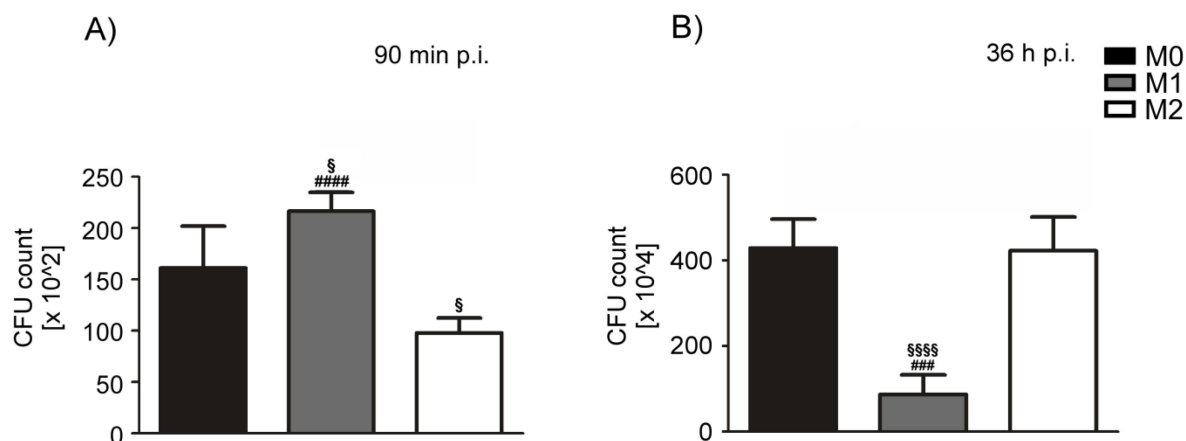 A)
90 min p.i.
CFU count
[x 10^2]
250
200
150
100
50
0
§
####
§
B)
36 h p.i.
M0
M1
M2
CFU count
[x 10^4]
600
400
200
0
§§§§
###